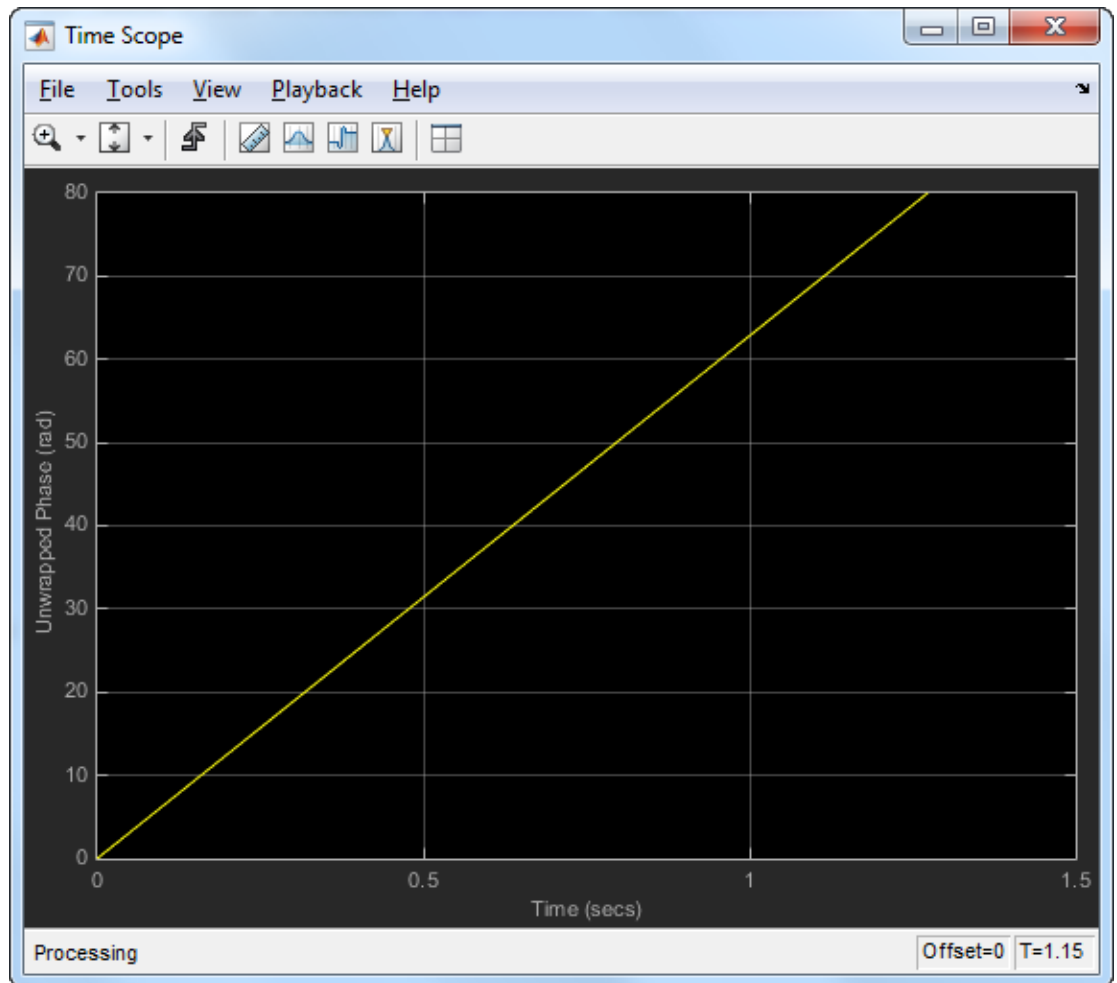 Time Scope
File Tools View Playback Help
80
70
60
50
40
30
20
10
0
Unwrapped Phase (rad)
0 0.5 1 1.5
Time (secs)
Processing Offset=0 T=1.15